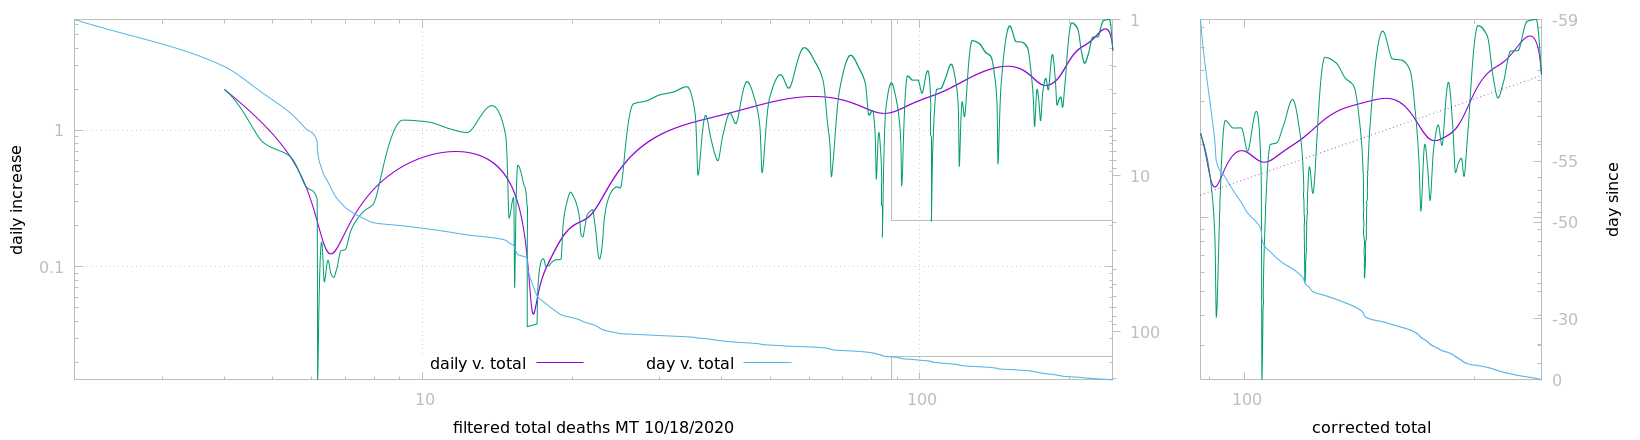 1
-59
daily increase
1
-55
10
day since
-50
0.1
-30
100
daily v. total
day v. total
0
10
100
100
filtered total deaths MT 10/18/2020
corrected total